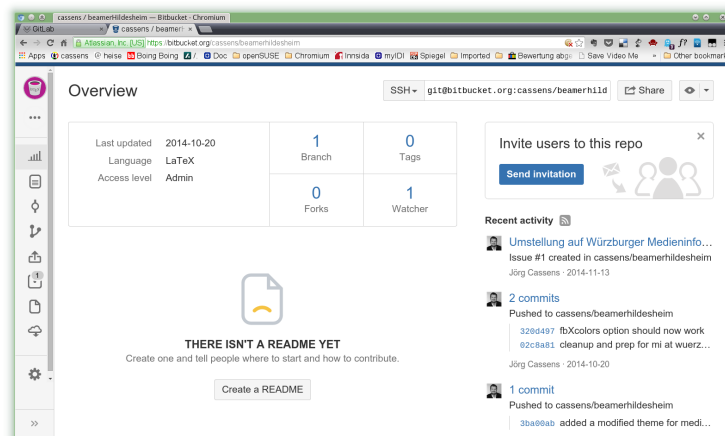 cassens / beamerHildesheim — Bitbucket - Chromium
GitLab
cassens / beamerH
Atlassian, Inc. [US] https://bitbucket.org/cassens/beamerhildesheim
Apps cassens @ heise Boing Boing Z / . Doc openSUSE Chromium Inmidsa myIDI Spiegel Imported Bewertung abge Save Video Me » Other bookmark
Overview
SSH git@bitbucket.org:cassens/beamerhild Share
Last updated 2014-10-20
Language LaTeX
Access level Admin
1
Branch
0
Tags
0
Forks
1
Watcher
Invite users to this repo
Send invitation
Recent activity
Umstellung auf Würzburger Medieninfo…
Issue #1 created in cassens/beamerhildesheim
Jörg Cassens · 2014-11-13
2 commits
Pushed to cassens/beamerhildesheim
320d497 fbXcolors option should now work
02c8a81 cleanup and prep for mi at wuerz…
Jörg Cassens · 2014-10-20
1 commit
Pushed to cassens/beamerhildesheim
3ba00ab added a modified theme for medi…
1
THERE ISN'T A README YET
Create one and tell people where to start and how to contribute.
Create a README